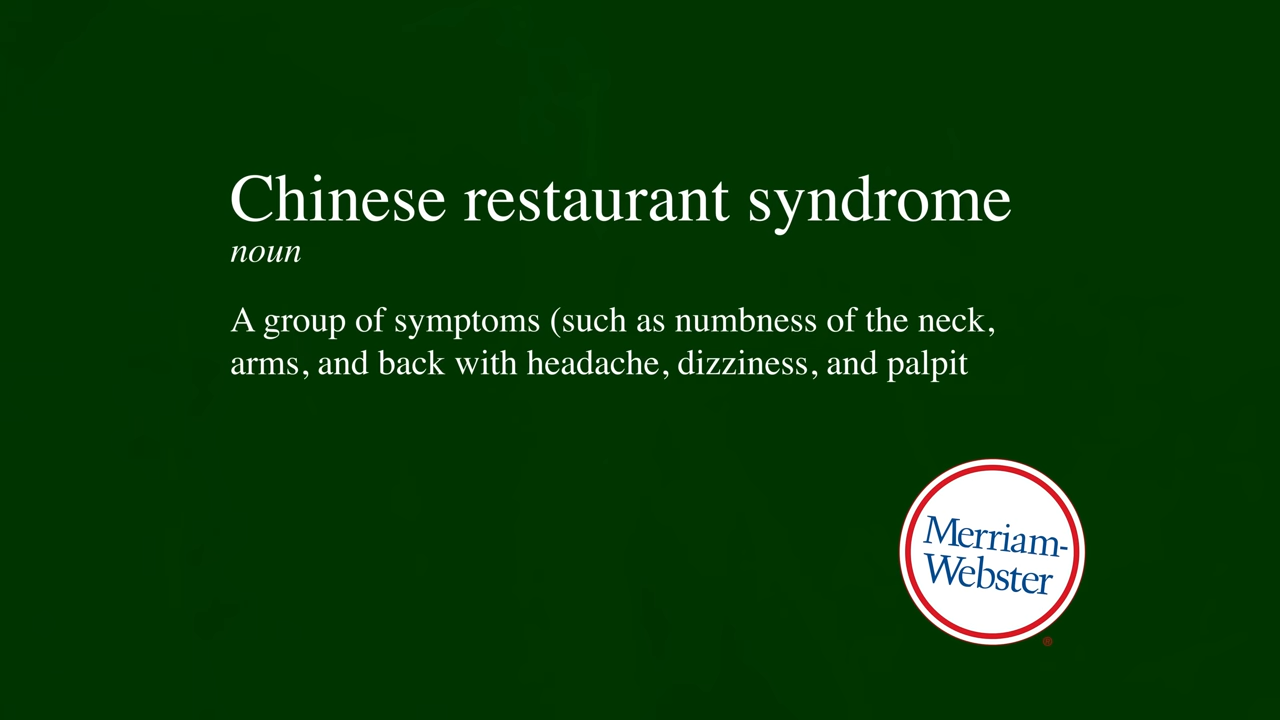 Chinese restaurant syndrome
noun
A group of symptoms (such as numbness of the neck,
arms, and back with headache, dizziness, and palpit
Merriam-
Webster
®